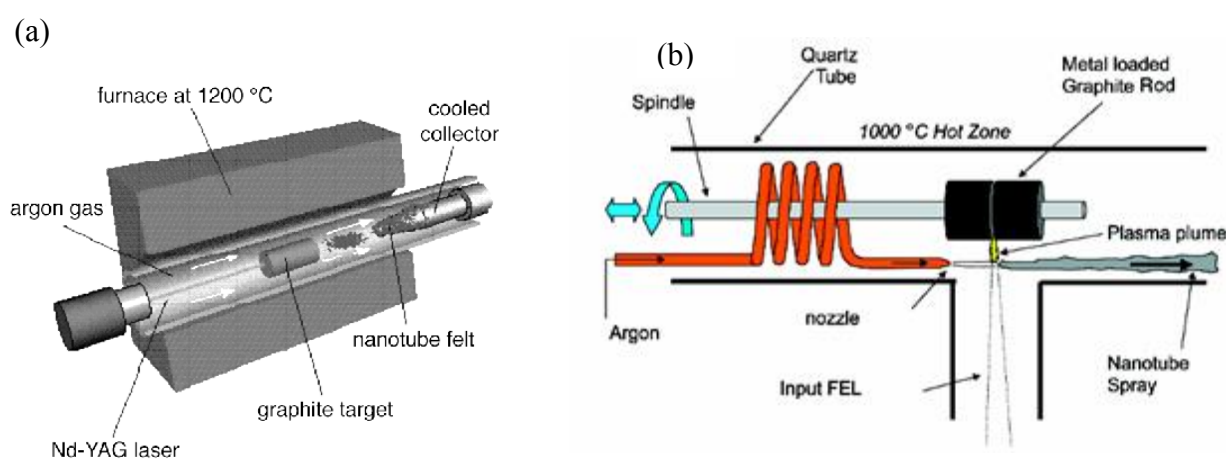 (a)
furnace at 1200 °C
cooled
collector
argon gas
nanotube felt
graphite target
Nd-YAG laser
(b)
Quartz
Tube
Metal loaded
Graphite Rod
Spindle
1000 °C Hot Zone
Plasma plume
Argon
nozzle
Input FEL
Nanotube
Spray